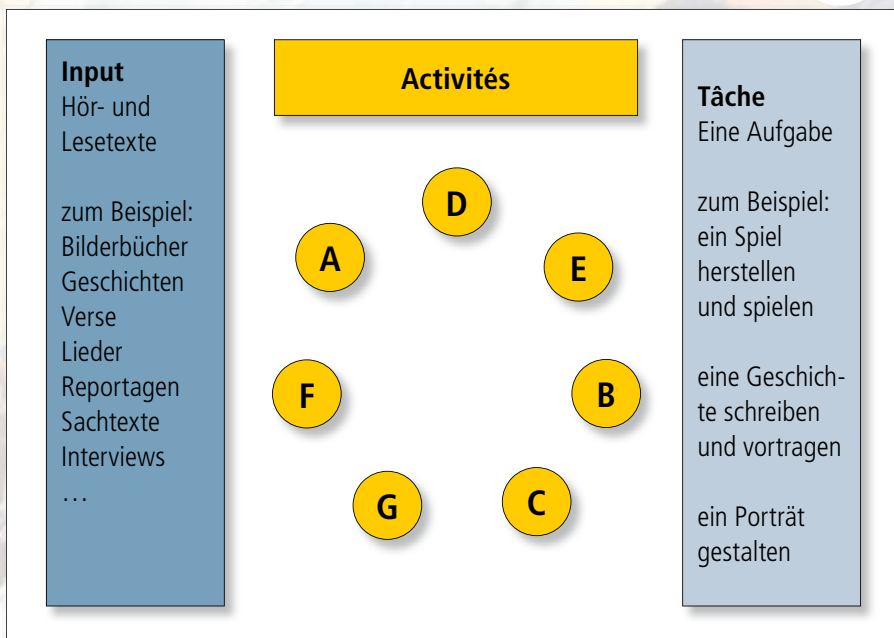 Input
Hör- und
Lesetexte
zum Beispiel:
Bilderbücher
Geschichten
Verse
Lieder
Reportagen
Sachtexte
Interviews
…
Activités
D
A
E
F
B
G
C
Tâche
Eine Aufgabe
zum Beispiel:
ein Spiel
herstellen
und spielen
eine Geschich-
te schreiben
und vortragen
ein Porträt
gestalten